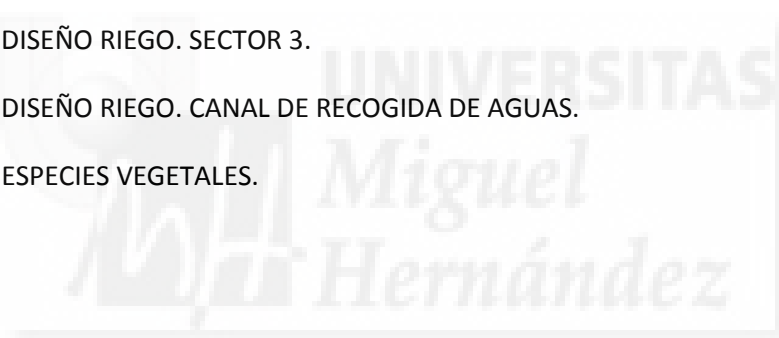 DISEÑO RIEGO. SECTOR 3.
UNIVERSITAS
DISEÑO RIEGO. CANAL DE RECOGIDA DE AGUAS.
ESPECIES VEGETALES.
Miguel
Hernández